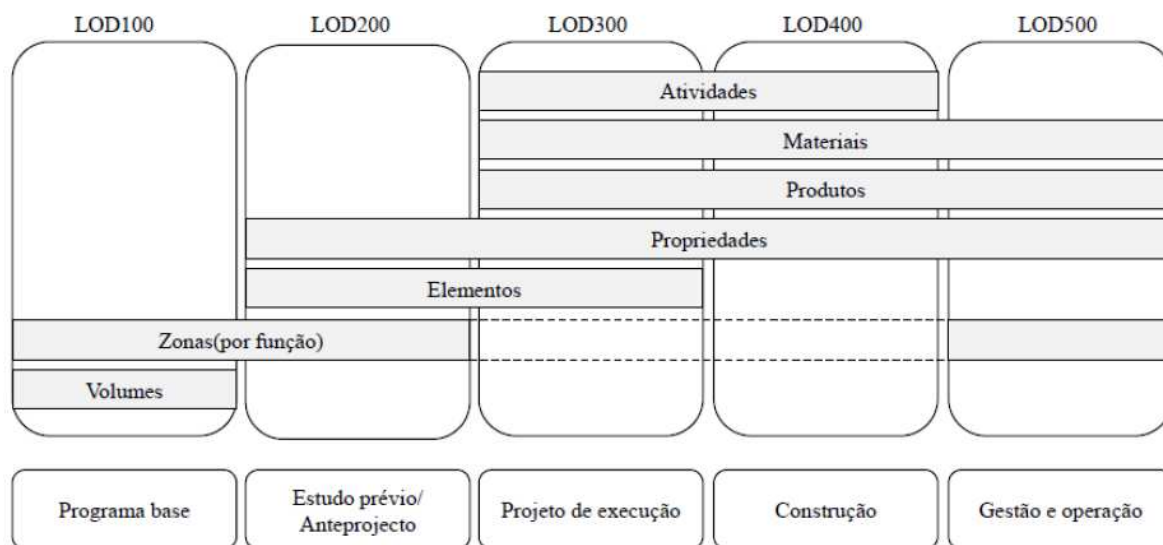 LOD100 LOD200 LOD300 LOD400 LOD500
Atividades
Materiais
Produtos
Propriedades
Elementos
Zonas(por função)
Volumes
Programa base
Estudo prévio/
Anteprojecto
Projeto de execução
Construção
Gestão e operação